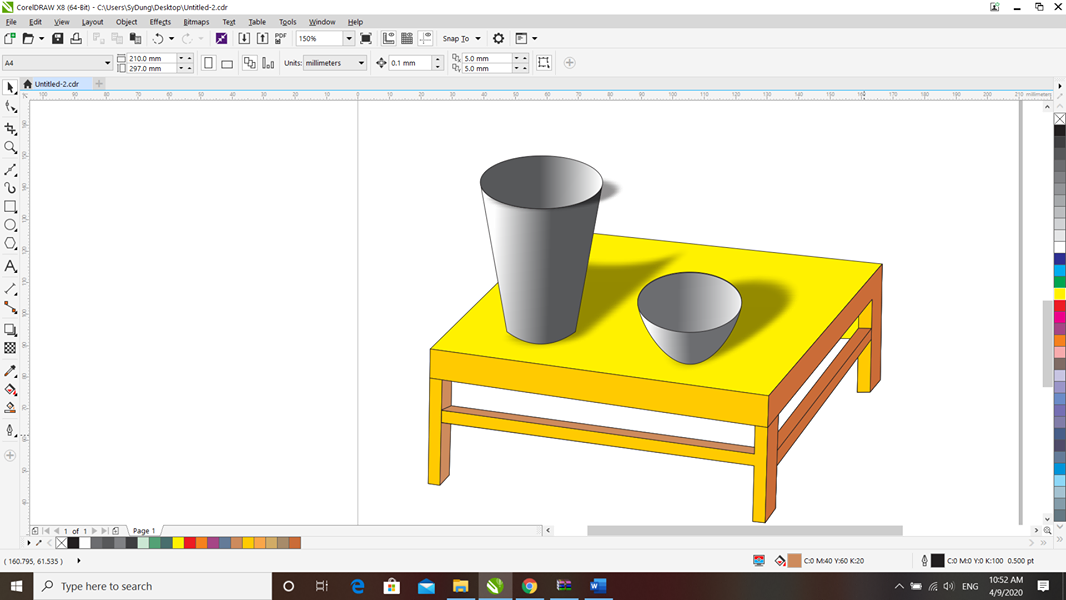 CorelDRAW X8 (64-Bit) - C:\Users\SyDung\Desktop\Untitled-2.cdr
File Edit View Layout Object Effects Bitmaps Text Table Tools Window Help
PDF 150% Snap To
A4 210.0 mm 297.0 mm Units: millimeters 0.1 mm 5.0 mm 5.0 mm
Untitled-2.cdr
millimeters
1 of 1 Page 1
( 160.795, 61.535 ) C:0 M:40 Y:60 K:20 C:0 M:0 Y:0 K:100 0.500 pt
Type here to search ENG 10:52 AM
4/9/2020